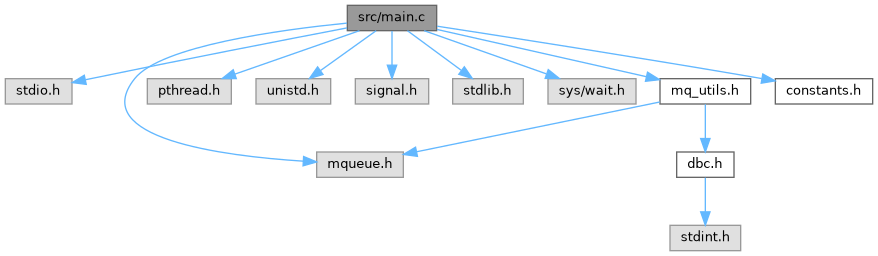 src/main.c
stdio.h
pthread.h
unistd.h
signal.h
stdlib.h
sys/wait.h
mq_utils.h
constants.h
mqueue.h
dbc.h
stdint.h